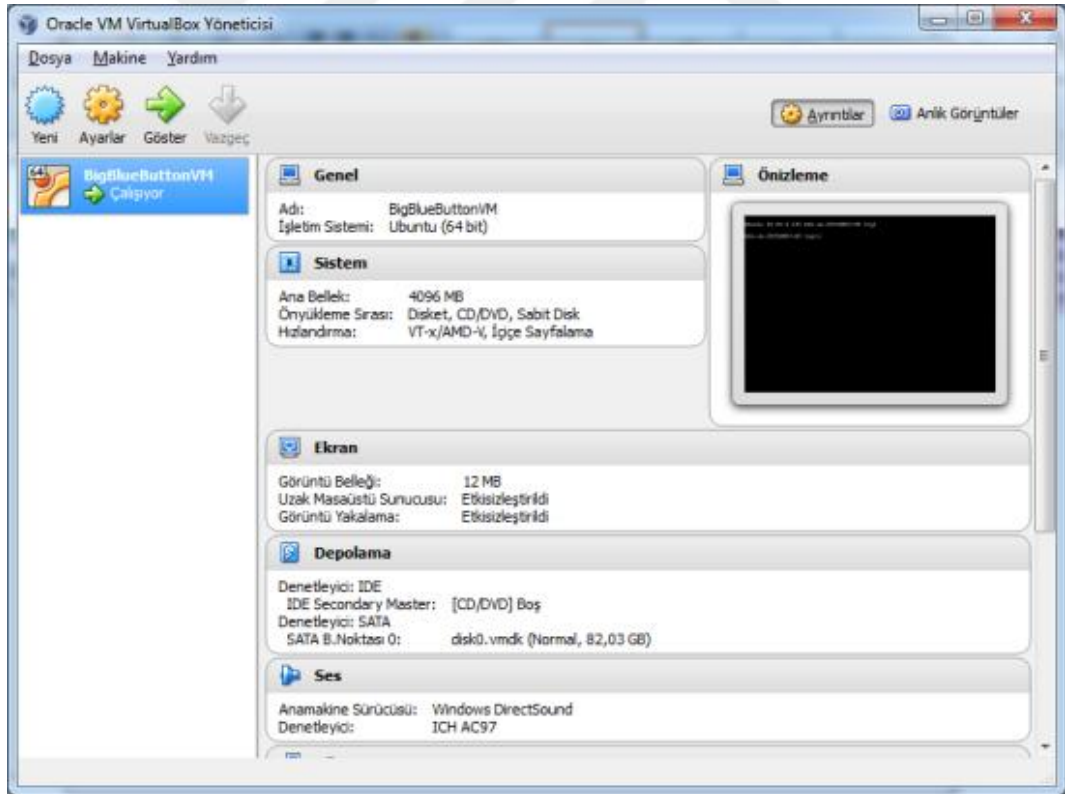 Oracle VM VirtualBox Yöneticisi
Dosya Makine Yardım
Yeni Ayarlar Göster Vazgeç
Ayrıntılar Anlık Görüntüler
64
BigBlueButtonVM
Çalışıyor
Genel
Adı: BigBlueButtonVM
İşletim Sistemi: Ubuntu (64 bit)
Önizleme
Sistem
Ana Bellek: 4096 MB
Önyükleme Sırası: Disket, CD/DVD, Sabit Disk
Hızlandırma: VT-x/AMD-V, İçiçe Sayfalama
Ekran
Görüntü Belleği: 12 MB
Uzak Masaüstü Sunucusu: Etkisizleştirildi
Görüntü Yakalama: Etkisizleştirildi
Depolama
Denetleyici: IDE
IDE Secondary Master: [CD/DVD] Boş
Denetleyici: SATA
SATA B.Noktası 0: disk0.vmdk (Normal, 82,03 GB)
Ses
Anamakine Sürücüsü: Windows DirectSound
Denetleyici: ICH AC97